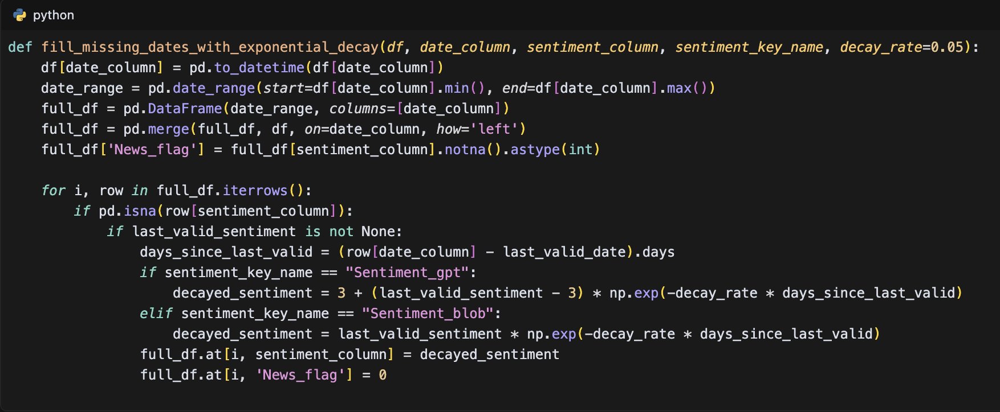 python
def fill_missing_dates_with_exponential_decay(df, date_column, sentiment_column, sentiment_key_name, decay_rate=0.05):
    df[date_column] = pd.to_datetime(df[date_column])
    date_range = pd.date_range(start=df[date_column].min(), end=df[date_column].max())
    full_df = pd.DataFrame(date_range, columns=[date_column])
    full_df = pd.merge(full_df, df, on=date_column, how='left')
    full_df['News_flag'] = full_df[sentiment_column].notna().astype(int)

    for i, row in full_df.iterrows():
        if pd.isna(row[sentiment_column]):
            if last_valid_sentiment is not None:
                days_since_last_valid = (row[date_column] - last_valid_date).days
                if sentiment_key_name == "Sentiment_gpt":
                    decayed_sentiment = 3 + (last_valid_sentiment - 3) * np.exp(-decay_rate * days_since_last_valid)
                elif sentiment_key_name == "Sentiment_blob":
                    decayed_sentiment = last_valid_sentiment * np.exp(-decay_rate * days_since_last_valid)
                full_df.at[i, sentiment_column] = decayed_sentiment
                full_df.at[i, 'News_flag'] = 0